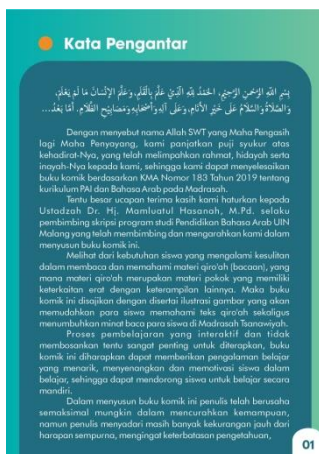 Kata Pengantar
بِسْمِ اللهِ الرَّحْمٰنِ الرَّحِيْمِ، الحَمْدُ لِلّهِ الَّذِيْ عَلَّمَ بِالْقَلَمِ، وَعَلَّمَ الإِنْسَانَ مَا لَمْ يَعْلَمْ،
وَالصَّلَاةُ وَالسَّلَامُ عَلَى خَيْرِ الأَنَامِ، وَعَلَى آلِهِ وَأَصْحَابِهِ وَمَصَابِيْحِ الظَّلَامِ. أَمَّا بَعْدُ...
Dengan menyebut nama Allah SWT yang Maha Pengasih
lagi Maha Penyayang, kami panjatkan puji syukur atas
kehadirat-Nya, yang telah melimpahkan rahmat, hidayah serta
inayah-Nya kepada kami, sehingga kami dapat menyelesaikan
buku komik berdasarkan KMA Nomor 183 Tahun 2019 tentang
kurikulum PAI dan Bahasa Arab pada Madrasah.
Tentu besar ucapan terima kasih kami haturkan kepada
Ustadzah Dr. Hj. Mamluatul Hasanah, M.Pd. selaku
pembimbing skripsi program studi Pendidikan Bahasa Arab UIN
Malang yang telah membimbing dan mengarahkan kami dalam
menyusun buku komik ini.
Melihat dari kebutuhan siswa yang mengalami kesulitan
dalam membaca dan memahami materi qiro'ah (bacaan), yang
mana materi qiro'ah merupakan materi pokok yang memiliki
keterkaitan erat dengan keterampilan lainnya. Maka buku
komik ini disajikan dengan disertai ilustrasi gambar yang akan
memudahkan para siswa memahami teks qiro'ah sekaligus
menumbuhkan minat baca para siswa di Madrasah Tsanawiyah.
Proses pembelajaran yang interaktif dan tidak
membosankan tentu sangat penting untuk diterapkan, buku
komik ini diharapkan dapat memberikan pengalaman belajar
yang menarik, menyenangkan dan memotivasi siswa dalam
belajar, sehingga dapat mendorong siswa untuk belajar secara
mandiri.
Dalam menyusun buku komik ini penulis telah berusaha
semaksimal mungkin dalam mencurahkan kemampuan,
namun penulis menyadari masih banyak kekurangan jauh dari
harapan sempurna, mengingat keterbatasan pengetahuan,
01